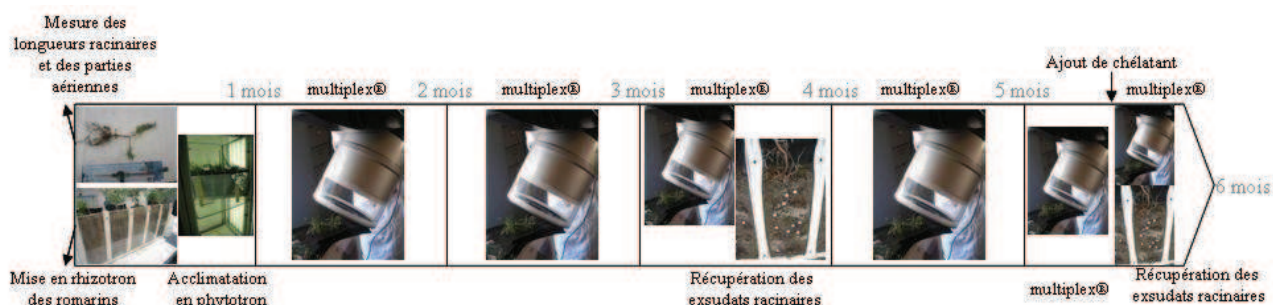 Mesure des
longueurs racinaires
et des parties
aériennes
Ajout de chélatant
1 mois
multiplex®
2 mois
multiplex®
3 mois
multiplex®
4 mois
multiplex®
5 mois
multiplex®
6 mois
Mise en rhizotron
des romarins
Acclimatation
en phytotron
Récupération des
exsudats racinaires
multiplex®
Récupération des
exsudats racinaires